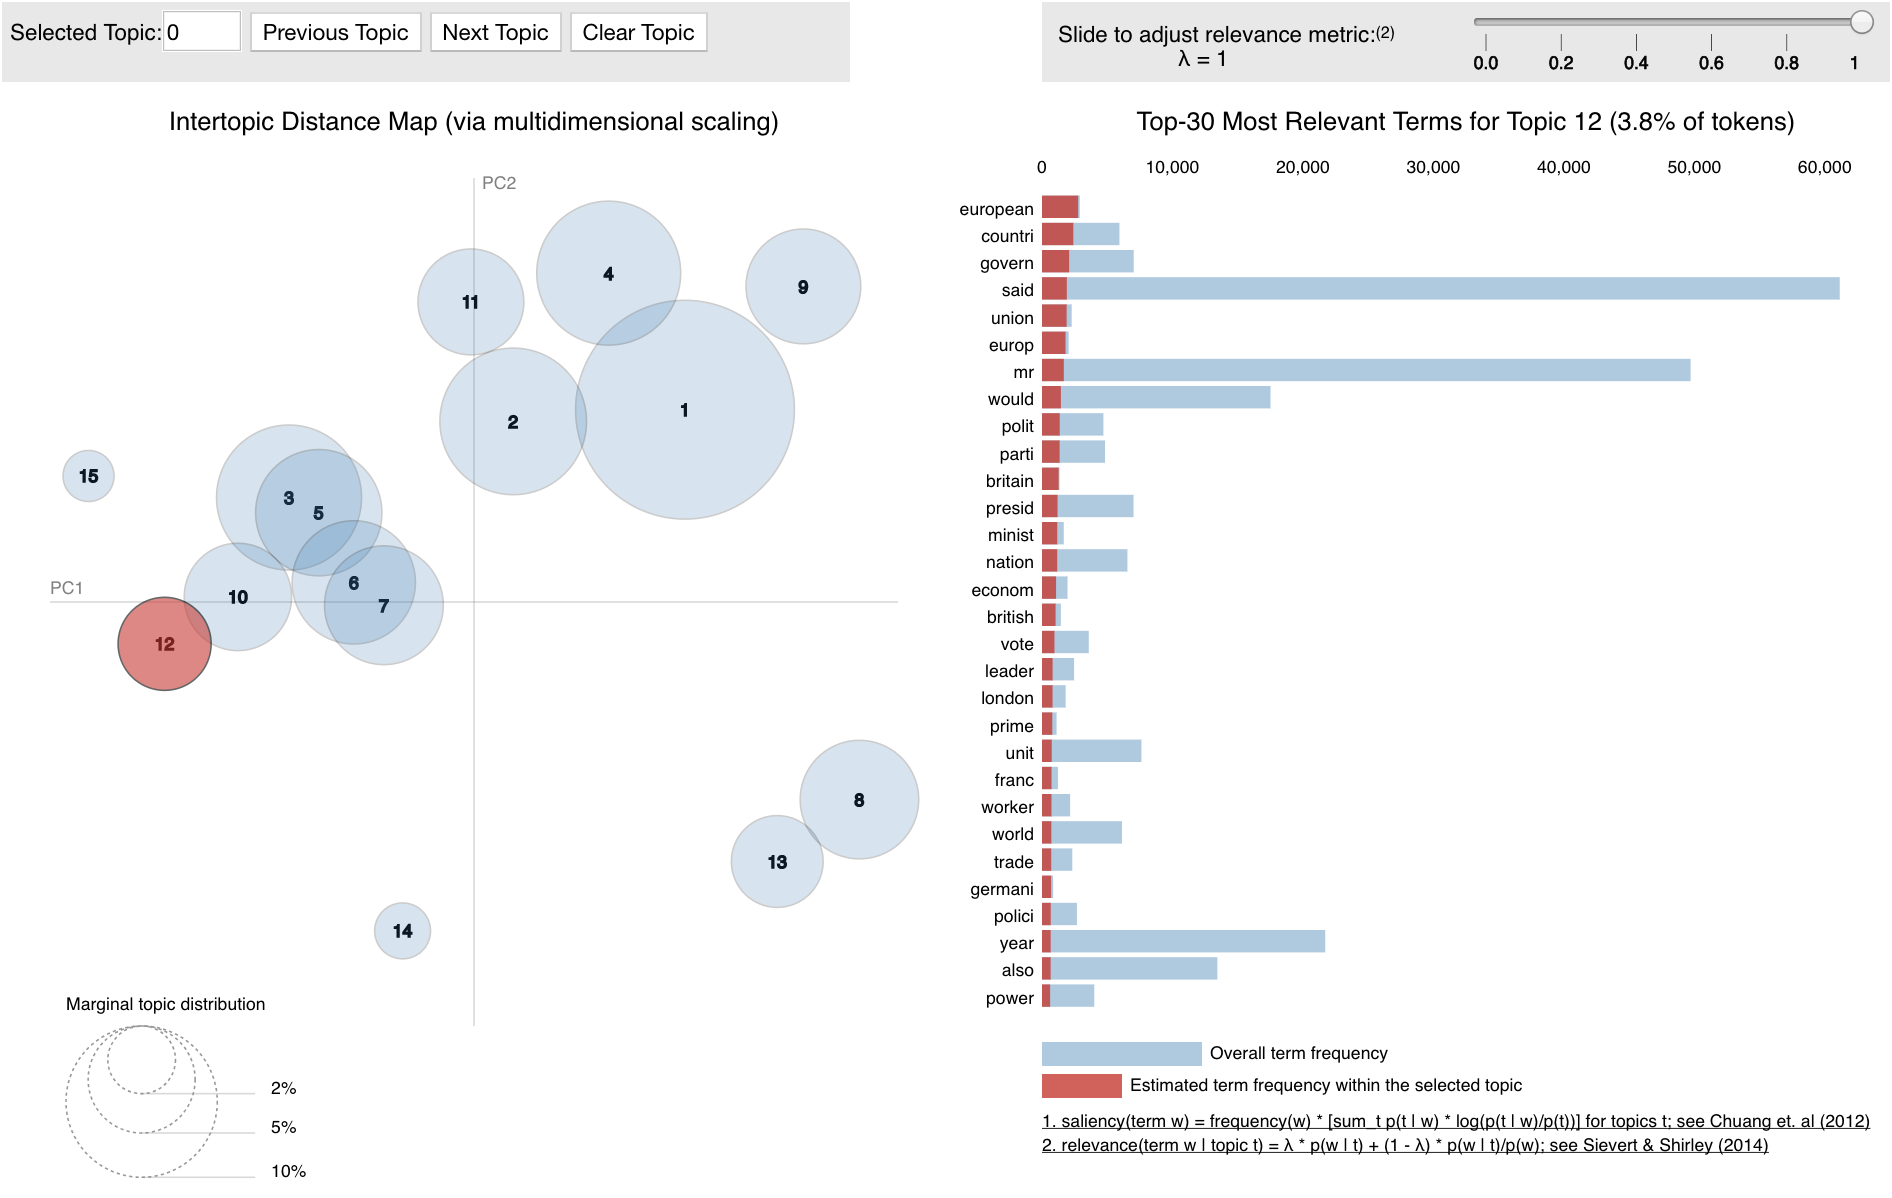 Selected Topic: 0 Previous Topic Next Topic Clear Topic
Slide to adjust relevance metric:(2)
λ = 1
0.0 0.2 0.4 0.6 0.8 1
Intertopic Distance Map (via multidimensional scaling)
PC2
PC1
4
9
11
1
2
15
3
5
6
10
7
12
8
13
14
Marginal topic distribution
2%
5%
10%
Top-30 Most Relevant Terms for Topic 12 (3.8% of tokens)
0 10,000 20,000 30,000 40,000 50,000 60,000
european
countri
govern
said
union
europ
mr
would
polit
parti
britain
presid
minist
nation
econom
british
vote
leader
london
prime
unit
franc
worker
world
trade
germani
polici
year
also
power
Overall term frequency
Estimated term frequency within the selected topic
1. saliency(term w) = frequency(w) * [sum_t p(t | w) * log(p(t | w)/p(t))] for topics t; see Chuang et. al (2012)
2. relevance(term w | topic t) = λ * p(w | t) + (1 - λ) * p(w | t)/p(w); see Sievert & Shirley (2014)